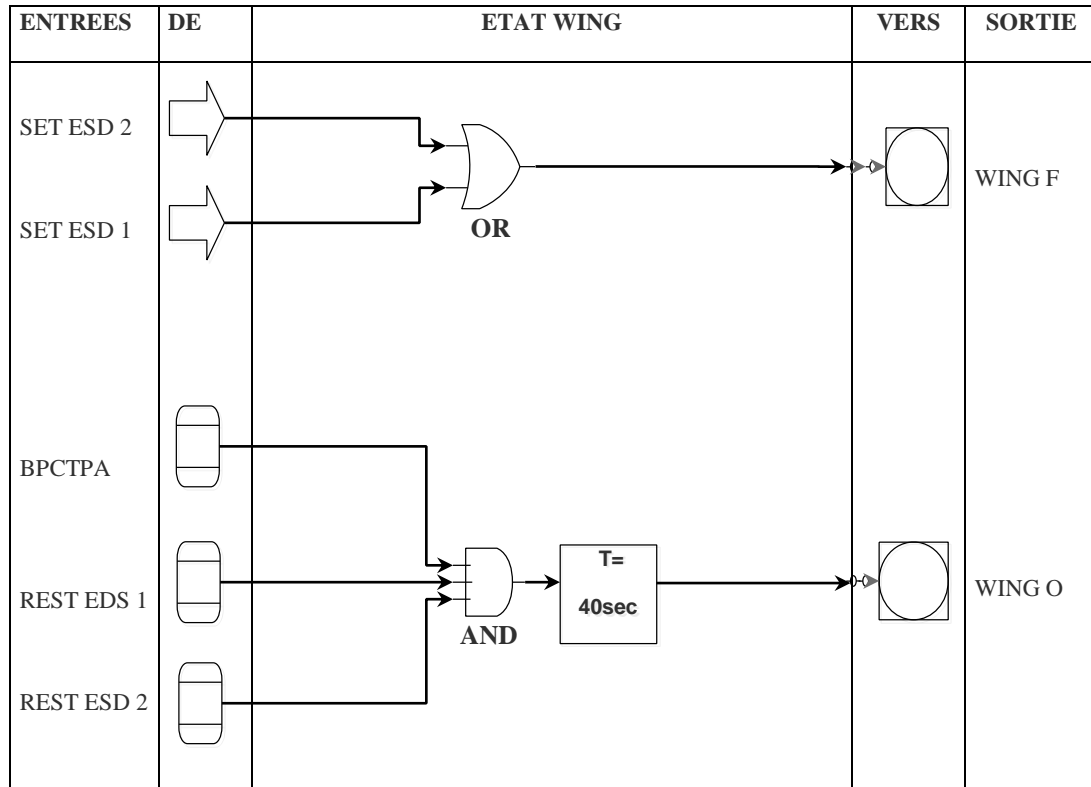 ENTREES DE ETAT WING VERS SORTIE
SET ESD 2
WING F
SET ESD 1
OR
BPCTPA
T=
40sec
REST EDS 1
WING O
AND
REST ESD 2